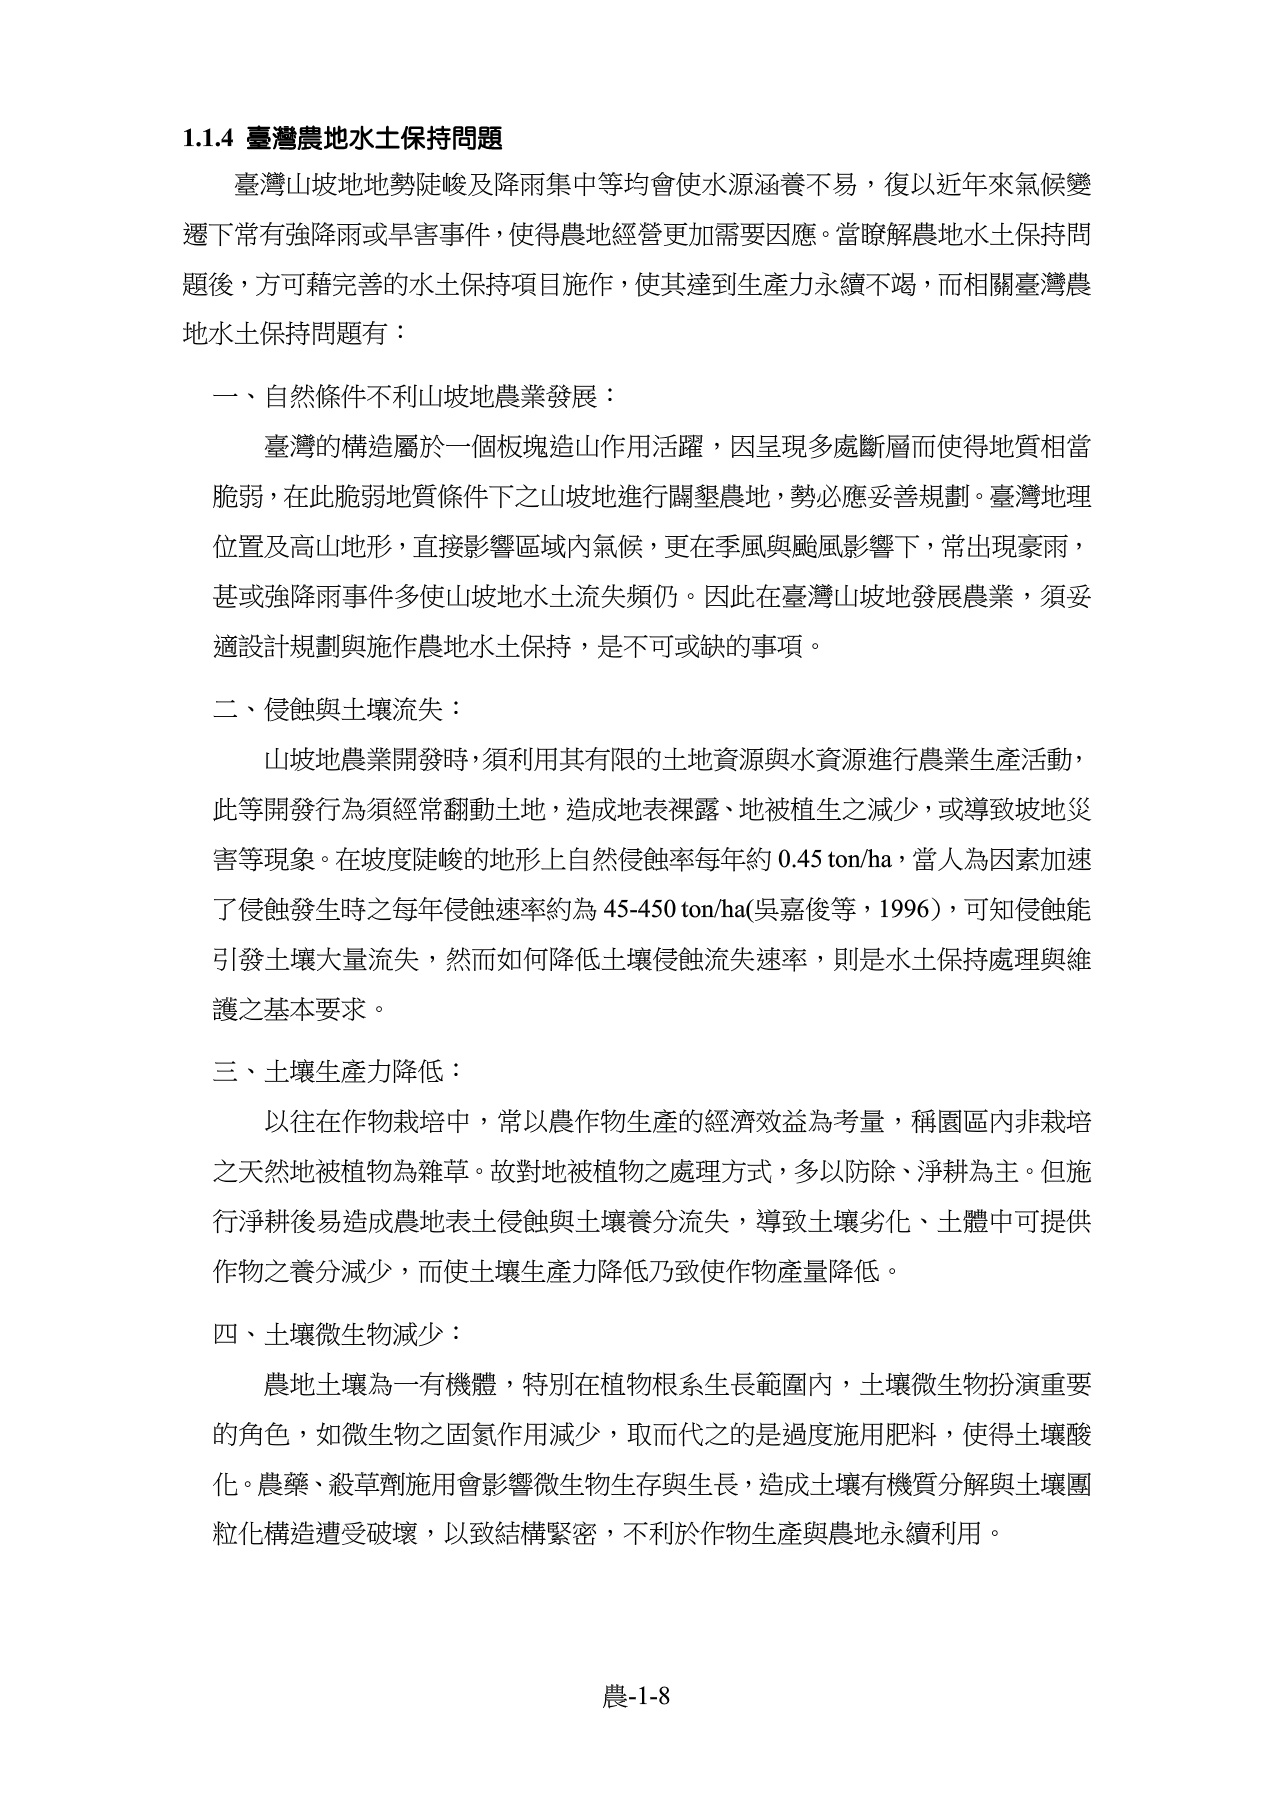 1.1.4 臺灣農地水土保持問題
臺灣山坡地地勢陡峻及降雨集中等均會使水源涵養不易，復以近年來氣候變
遷下常有強降雨或旱害事件，使得農地經營更加需要因應。當瞭解農地水土保持問
題後，方可藉完善的水土保持項目施作，使其達到生產力永續不竭，而相關臺灣農
地水土保持問題有：
一、自然條件不利山坡地農業發展：
臺灣的構造屬於一個板塊造山作用活躍，因呈現多處斷層而使得地質相當
脆弱，在此脆弱地質條件下之山坡地進行闢墾農地，勢必應妥善規劃。臺灣地理
位置及高山地形，直接影響區域內氣候，更在季風與颱風影響下，常出現豪雨，
甚或強降雨事件多使山坡地水土流失頻仍。因此在臺灣山坡地發展農業，須妥
適設計規劃與施作農地水土保持，是不可或缺的事項。
二、侵蝕與土壤流失：
山坡地農業開發時，須利用其有限的土地資源與水資源進行農業生產活動，
此等開發行為須經常翻動土地，造成地表裸露、地被植生之減少，或導致坡地災
害等現象。在坡度陡峻的地形上自然侵蝕率每年約 0.45 ton/ha，當人為因素加速
了侵蝕發生時之每年侵蝕速率約為 45-450 ton/ha(吳嘉俊等，1996)，可知侵蝕能
引發土壤大量流失，然而如何降低土壤侵蝕流失速率，則是水土保持處理與維
護之基本要求。
三、土壤生產力降低：
以往在作物栽培中，常以農作物生產的經濟效益為考量，稱園區內非栽培
之天然地被植物為雜草。故對地被植物之處理方式，多以防除、淨耕為主。但施
行淨耕後易造成農地表土侵蝕與土壤養分流失，導致土壤劣化、土體中可提供
作物之養分減少，而使土壤生產力降低乃致使作物產量降低。
四、土壤微生物減少：
農地土壤為一有機體，特別在植物根系生長範圍內，土壤微生物扮演重要
的角色，如微生物之固氮作用減少，取而代之的是過度施用肥料，使得土壤酸
化。農藥、殺草劑施用會影響微生物生存與生長，造成土壤有機質分解與土壤團
粒化構造遭受破壞，以致結構緊密，不利於作物生產與農地永續利用。
農-1-8